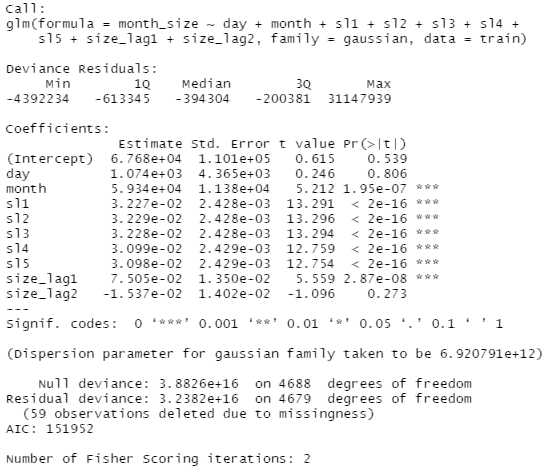 Call:
glm(formula = month_size ~ day + month + sl1 + sl2 + sl3 + sl4 +
    sl5 + size_lag1 + size_lag2, family = gaussian, data = train)
Deviance Residuals:
     Min       1Q   Median       3Q      Max
-4392234  -613345  -394304  -200381  31147939
Coefficients:
              Estimate Std. Error t value Pr(>|t|)
(Intercept)  6.768e+04  1.101e+05   0.615    0.539
day          1.074e+03  4.365e+03   0.246    0.806
month        5.934e+04  1.138e+04   5.212 1.95e-07 ***
sl1          3.227e-02  2.428e-03  13.291  < 2e-16 ***
sl2          3.229e-02  2.428e-03  13.296  < 2e-16 ***
sl3          3.228e-02  2.428e-03  13.294  < 2e-16 ***
sl4          3.099e-02  2.429e-03  12.759  < 2e-16 ***
sl5          3.098e-02  2.429e-03  12.754  < 2e-16 ***
size_lag1    7.505e-02  1.350e-02   5.559 2.87e-08 ***
size_lag2   -1.537e-02  1.402e-02  -1.096    0.273
---
Signif. codes:  0 ‘***’ 0.001 ‘**’ 0.01 ‘*’ 0.05 ‘.’ 0.1 ‘ ’ 1
(Dispersion parameter for gaussian family taken to be 6.920791e+12)
    Null deviance: 3.8826e+16  on 4688  degrees of freedom
Residual deviance: 3.2382e+16  on 4679  degrees of freedom
  (59 observations deleted due to missingness)
AIC: 151952
Number of Fisher Scoring iterations: 2